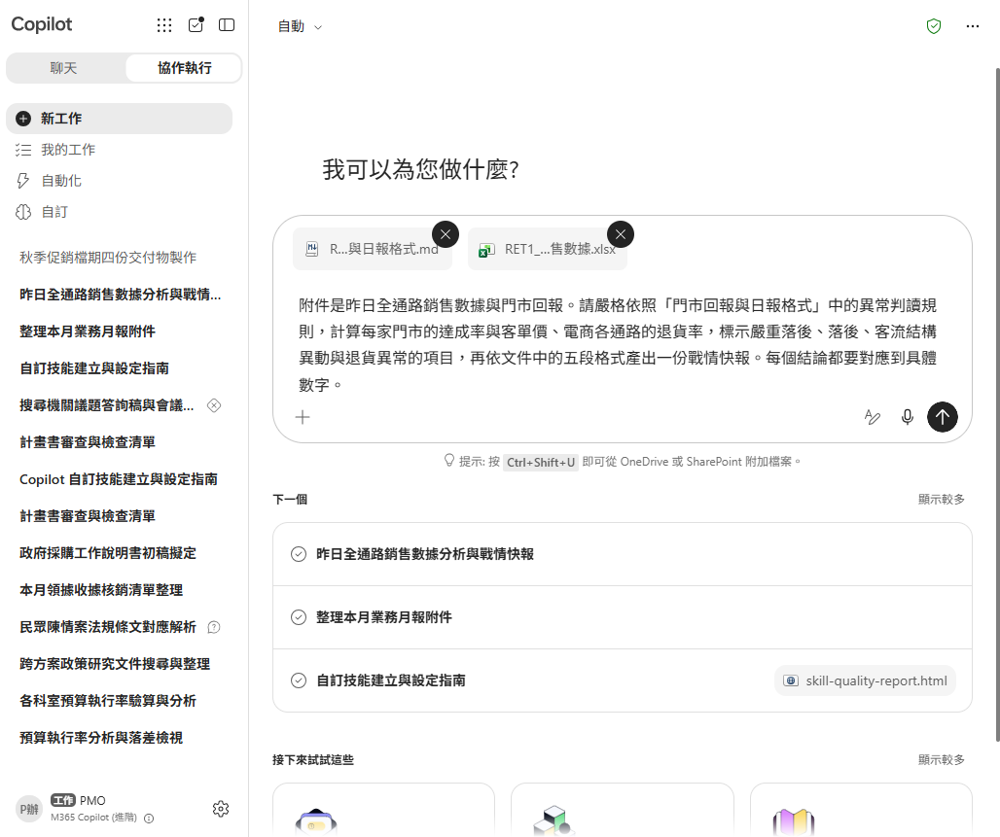 Copilot
自動
聊天
協作執行
新工作
我的工作
自動化
自訂
秋季促銷檔期四份交付物製作
昨日全通路銷售數據分析與戰情...
整理本月業務月報附件
自訂技能建立與設定指南
搜尋機關議題答詢稿與會議...
計畫書審查與檢查清單
Copilot 自訂技能建立與設定指南
計畫書審查與檢查清單
政府採購工作說明書初稿擬定
本月領據收據核銷清單整理
民眾陳情案法規條文對應解析
跨方案政策研究文件搜尋與整理
各科室預算執行率驗算與分析
預算執行率分析與落差檢視
P辦
工作 PMO
M365 Copilot (進階)
我可以為您做什麼?
R...與日報格式.md
RET1_...售數據.xlsx
附件是昨日全通路銷售數據與門市回報。請嚴格依照「門市回報與日報格式」中的異常判讀規
則，計算每家門市的達成率與客單價、電商各通路的退貨率，標示嚴重落後、落後、客流結構
異動與退貨異常的項目，再依文件中的五段格式產出一份戰情快報。每個結論都要對應到具體
數字。
提示: 按 Ctrl+Shift+U 即可從 OneDrive 或 SharePoint 附加檔案。
下一個
顯示較多
昨日全通路銷售數據分析與戰情快報
整理本月業務月報附件
自訂技能建立與設定指南
skill-quality-report.html
接下來試試這些
顯示較多